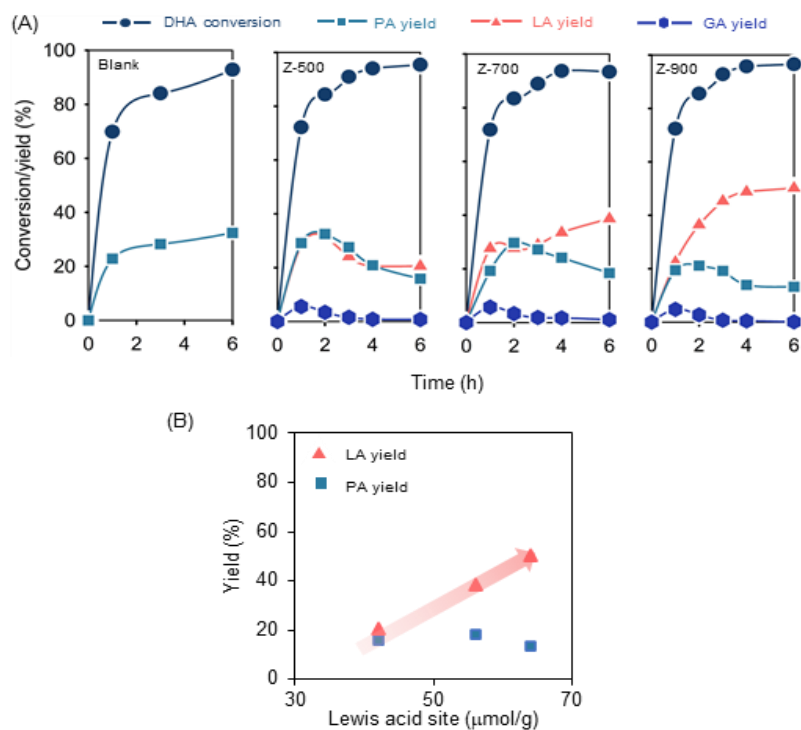 (A)
DHA conversion PA yield LA yield GA yield
Conversion/yield (%)
100
80
60
40
20
0
Blank
Z-500
Z-700
Z-900
0 2 4 6
0 2 4 6
0 2 4 6
0 2 4 6
Time (h)
(B)
Yield (%)
100
80
60
40
20
0
LA yield
PA yield
30 50 70
Lewis acid site (μmol/g)